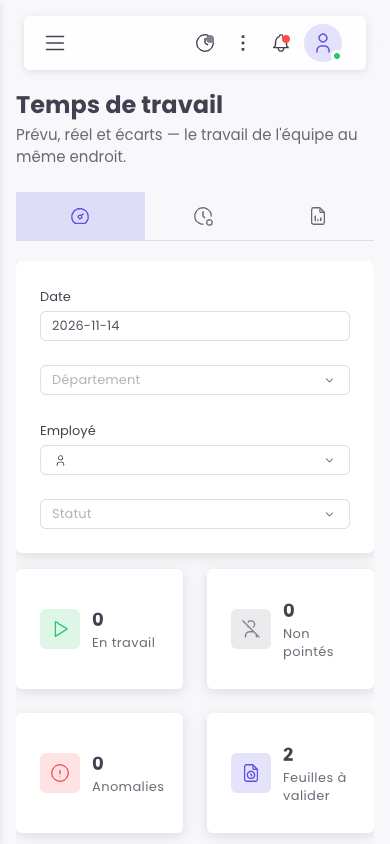 Temps de travail
Prévu, réel et écarts — le travail de l'équipe au
même endroit.
Date
2026-11-14
Département
Employé
Statut
0
En travail
0
Non
pointés
0
Anomalies
2
Feuilles à
valider